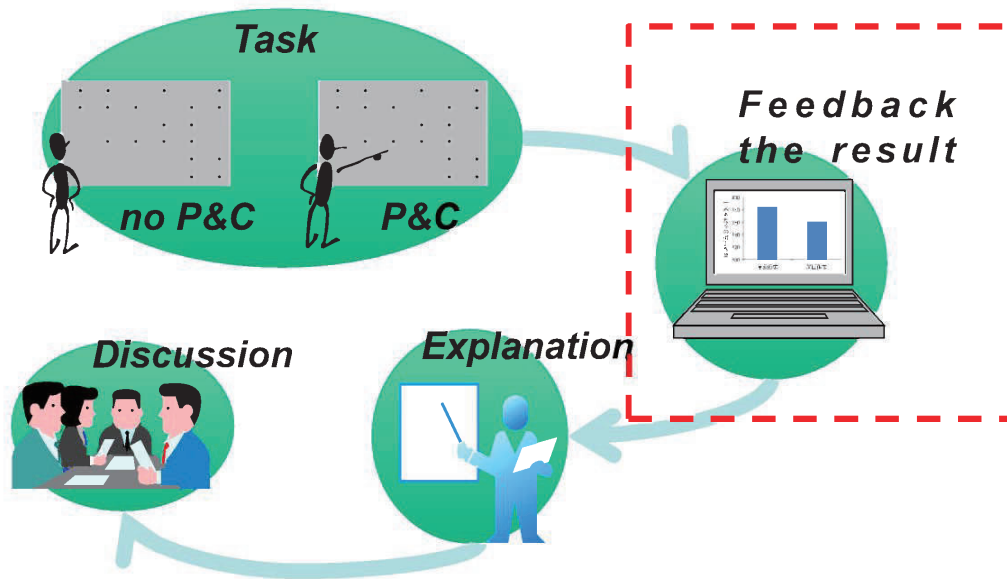 Task
no P&C
P&C
Feedback
the result
Explanation
Discussion